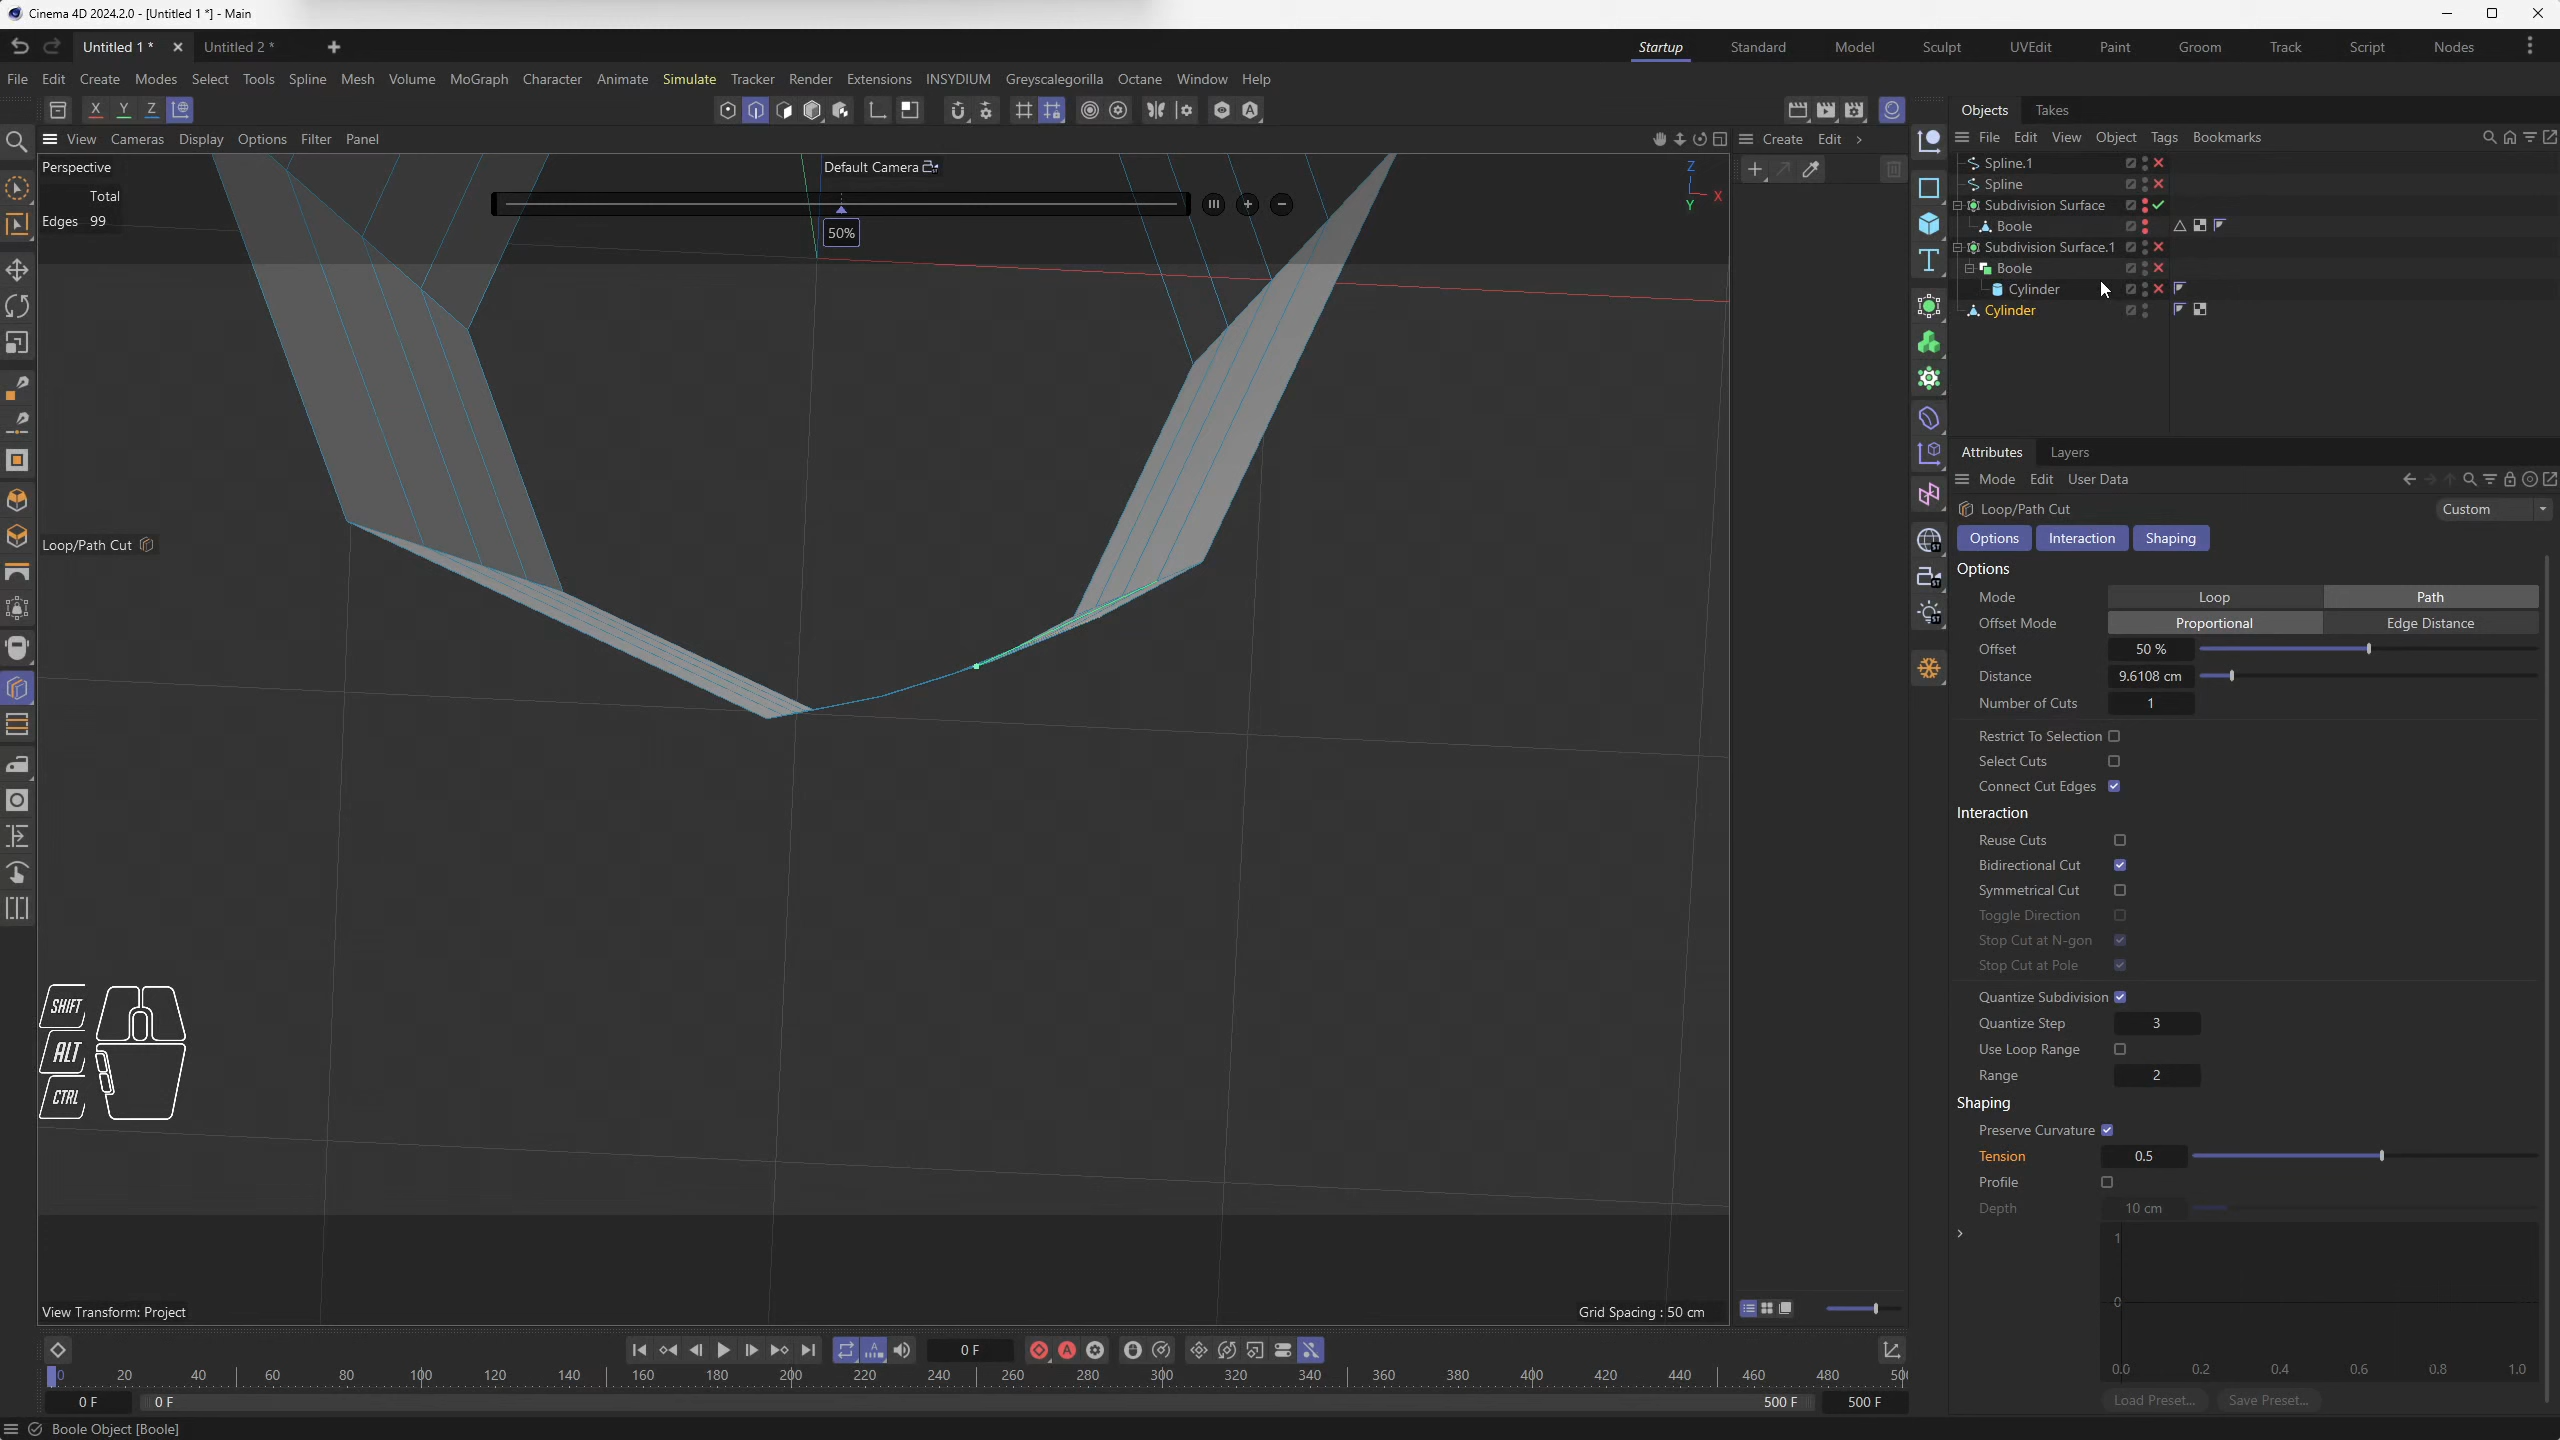 Cinema 4D 2024.2.0 - [Untitled 1 *] - Main
Untitled 1 *
Untitled 2 *
Startup
Standard
Model
Sculpt
UVEdit
Paint
Groom
Track
Script
Nodes
File Edit Create Modes Select Tools Spline Mesh Volume MoGraph Character Animate Simulate Tracker Render Extensions INSYDIUM Greyscalegorilla Octane Window Help
X Y Z
View Cameras Display Options Filter Panel
Create Edit
Perspective
Default Camera
Total
Edges 99
50%
Z
X
Y
Loop/Path Cut
SHIFT
ALT
CTRL
View Transform: Project
Grid Spacing : 50 cm
Objects Takes
File Edit View Object Tags Bookmarks
Spline.1
Spline
Subdivision Surface
Boole
Subdivision Surface.1
Boole
Cylinder
Cylinder
Attributes Layers
Mode Edit User Data
Loop/Path Cut
Custom
Options Interaction Shaping
Options
Mode Loop Path
Offset Mode Proportional Edge Distance
Offset 50 %
Distance 9.6108 cm
Number of Cuts 1
Restrict To Selection
Select Cuts
Connect Cut Edges
Interaction
Reuse Cuts
Bidirectional Cut
Symmetrical Cut
Toggle Direction
Stop Cut at N-gon
Stop Cut at Pole
Quantize Subdivision
Quantize Step 3
Use Loop Range
Range 2
Shaping
Preserve Curvature
Tension 0.5
Profile
Depth 10 cm
1
0
0.0 0.2 0.4 0.6 0.8 1.0
Load Preset... Save Preset...
0 F
0 20 40 60 80 100 120 140 160 180 200 220 240 260 280 300 320 340 360 380 400 420 440 460 480
0 F 0 F 500 F 500 F
Boole Object [Boole]